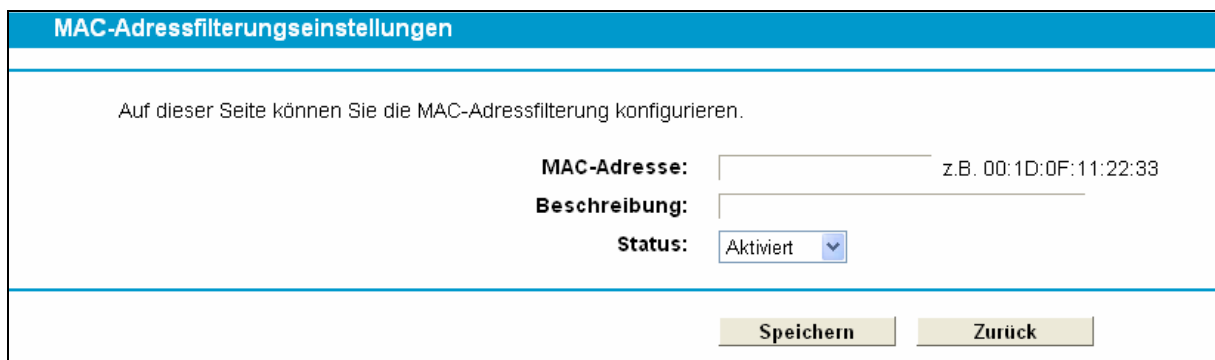 MAC-Adressfilterungseinstellungen
Auf dieser Seite können Sie die MAC-Adressfilterung konfigurieren.
MAC-Adresse: z.B. 00:1D:0F:11:22:33
Beschreibung:
Status: Aktiviert
Speichern Zurück